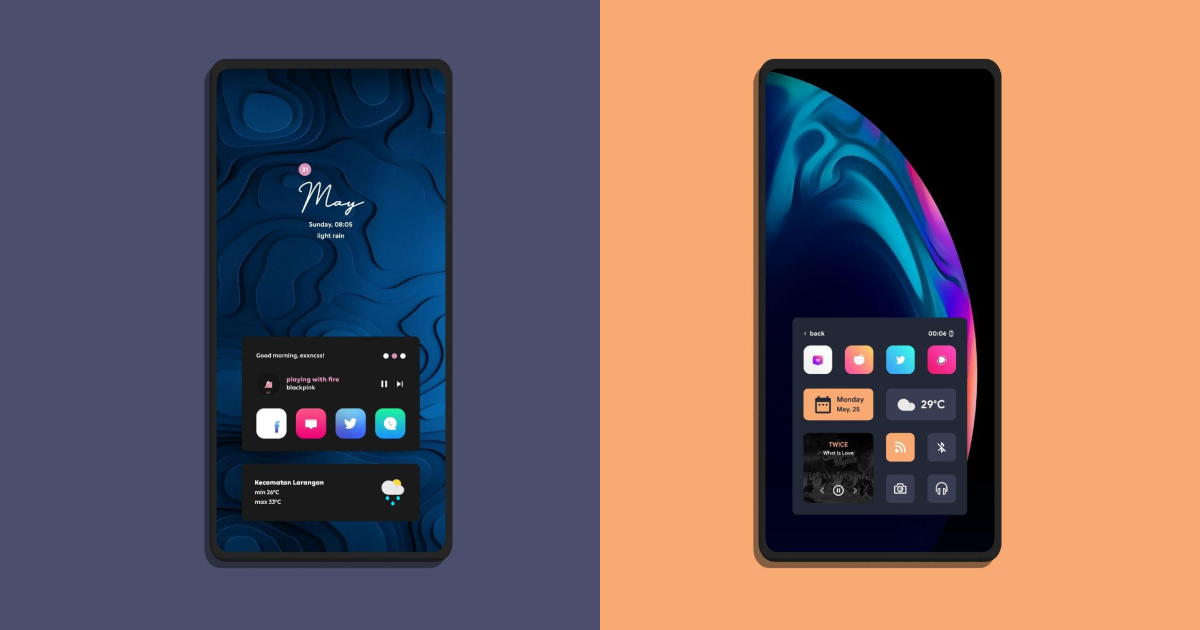 31
May
Sunday, 08:05
light rain
Good morning, exxncss!
playing with fire
blackpink
Kecamatan Larangan
min 26°C
max 33°C
‹ back
00:06
Monday
May, 25
29°C
TWICE
What Is Love
Nights